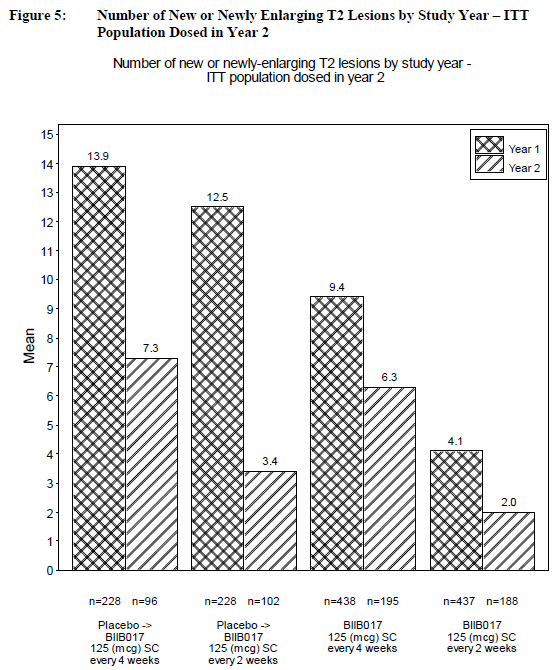 Figure 5: Number of New or Newly Enlarging T2 Lesions by Study Year – ITT
Population Dosed in Year 2
Number of new or newly-enlarging T2 lesions by study year -
ITT population dosed in year 2
Year 1
Year 2
Mean
15
14
13
12
11
10
9
8
7
6
5
4
3
2
1
0
13.9
7.3
12.5
3.4
9.4
6.3
4.1
2.0
n=228 n=96 n=228 n=102 n=438 n=195 n=437 n=188
Placebo ->
BIIB017
125 (mcg) SC
every 4 weeks
Placebo ->
BIIB017
125 (mcg) SC
every 2 weeks
BIIB017
125 (mcg) SC
every 4 weeks
BIIB017
125 (mcg) SC
every 2 weeks